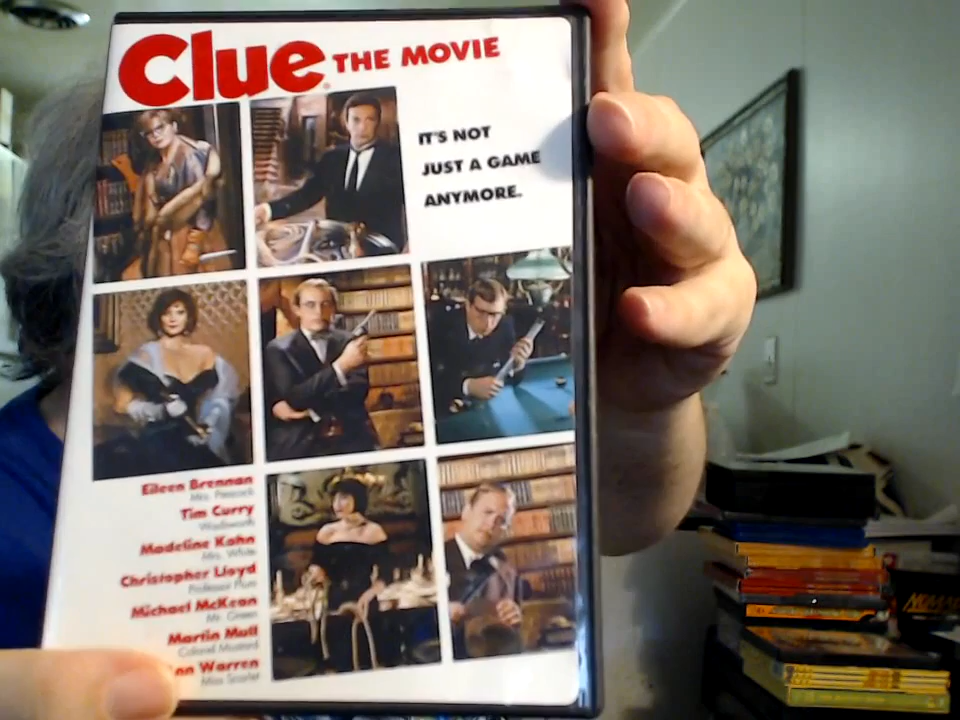 Clue THE MOVIE
IT'S NOT
JUST A GAME
ANYMORE.
Eileen Brennan
Mrs. Peacock
Tim Curry
Wadsworth
Madeline Kahn
Mrs. White
Christopher Lloyd
Professor Plum
Michael McKean
Mr. Green
Martin Mull
Colonel Mustard
nn Warren
Miss Scarlet